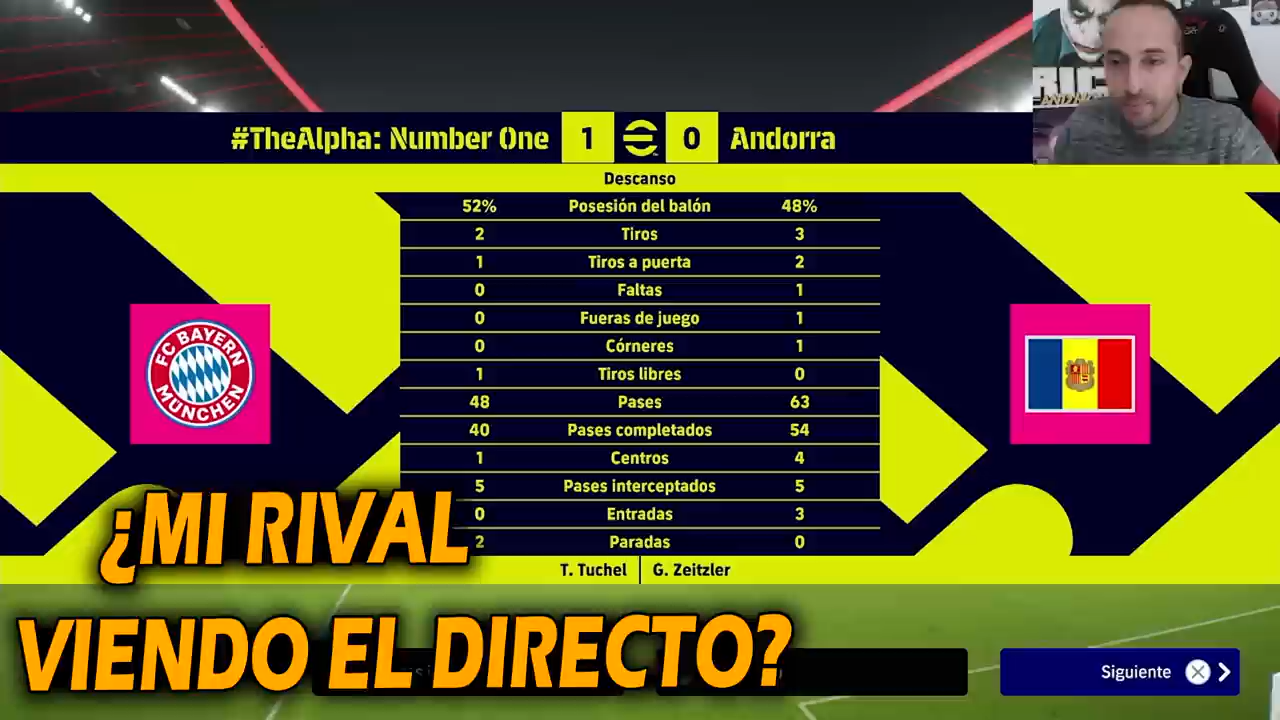 RIC
ANDA
#TheAlpha: Number One 1 0 Andorra
Descanso
52% Posesión del balón 48%
2 Tiros 3
1 Tiros a puerta 2
0 Faltas 1
0 Fueras de juego 1
0 Córneres 1
1 Tiros libres 0
48 Pases 63
40 Pases completados 54
1 Centros 4
5 Pases interceptados 5
0 Entradas 3
2 Paradas 0
T. Tuchel G. Zeitzler
FC BAYERN
MÜNCHEN
¿MI RIVAL
VIENDO EL DIRECTO?
Siguiente